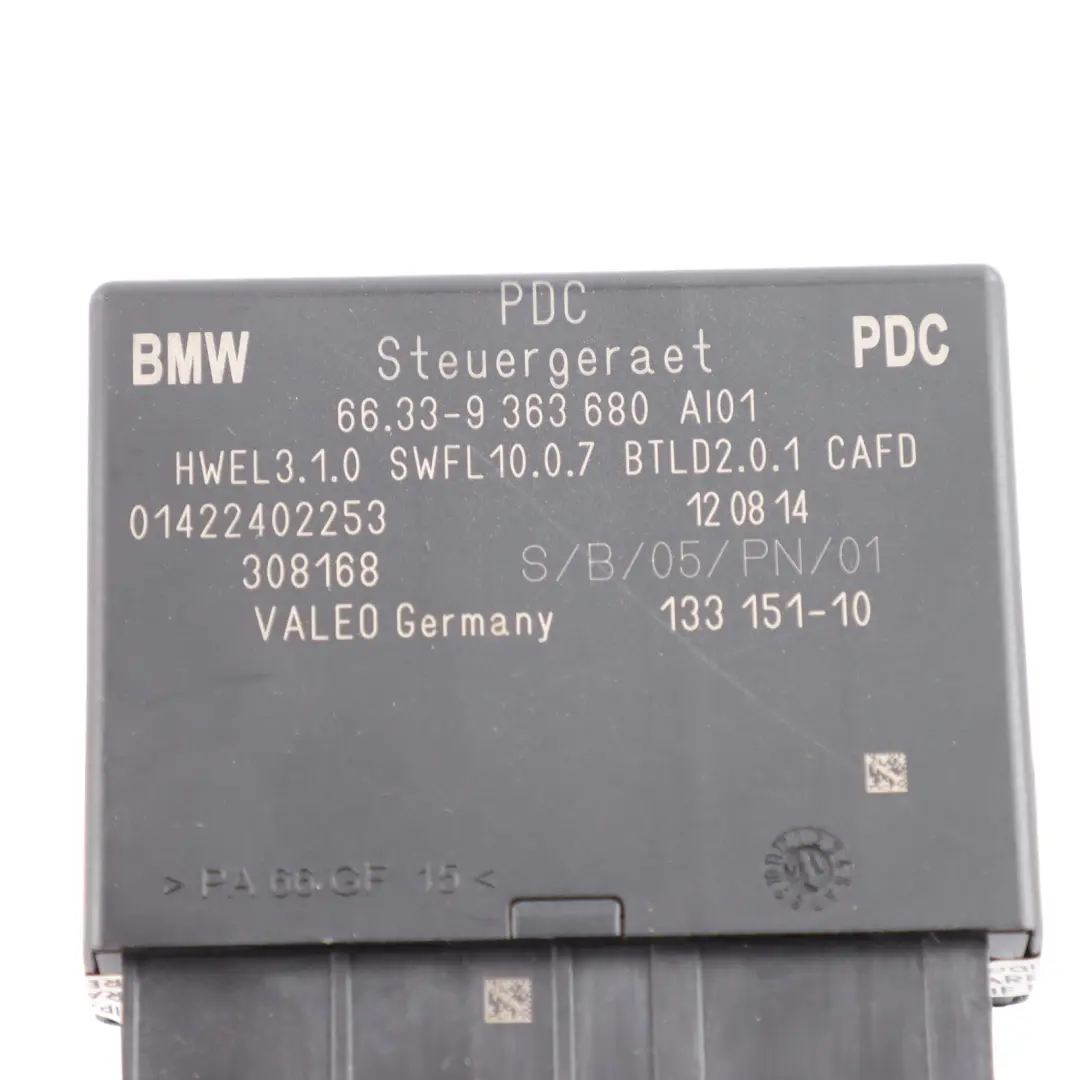 PDC
BMW Steuergeraet PDC
66.33-9 363 680 AI01
HWEL3.1.0 SWFL10.0.7 BTLD2.0.1 CAFD
01422402253 12 08 14
308168 S/B/05/PN/01
VALEO Germany 133 151-10
> PA 66-GF 15 <